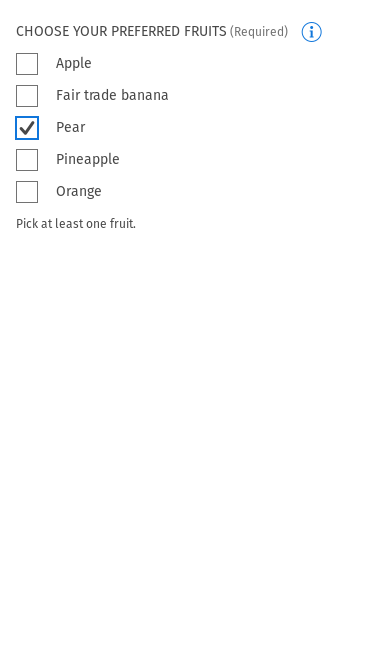 CHOOSE YOUR PREFERRED FRUITS (Required)
Apple
Fair trade banana
Pear
Pineapple
Orange
Pick at least one fruit.